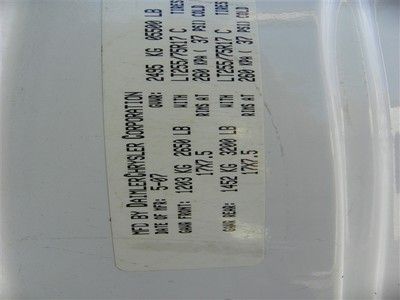 MFD BY DAIMLERCHRYSLER CORPORATION
DATE OF MFR: 5-07 GVWR: 2495 KG (05500 LB
GAWR FRONT: 1203 KG 2650 LB WITH LT255/75R17 C TIRES
17X7.5 RIMS AT 260 KPA ( 37 PSI) COLD
GAWR REAR: 1452 KG 3200 LB WITH LT255/75R17 C TIRES
17X7.5 RIMS AT 260 KPA ( 37 PSI) COLD